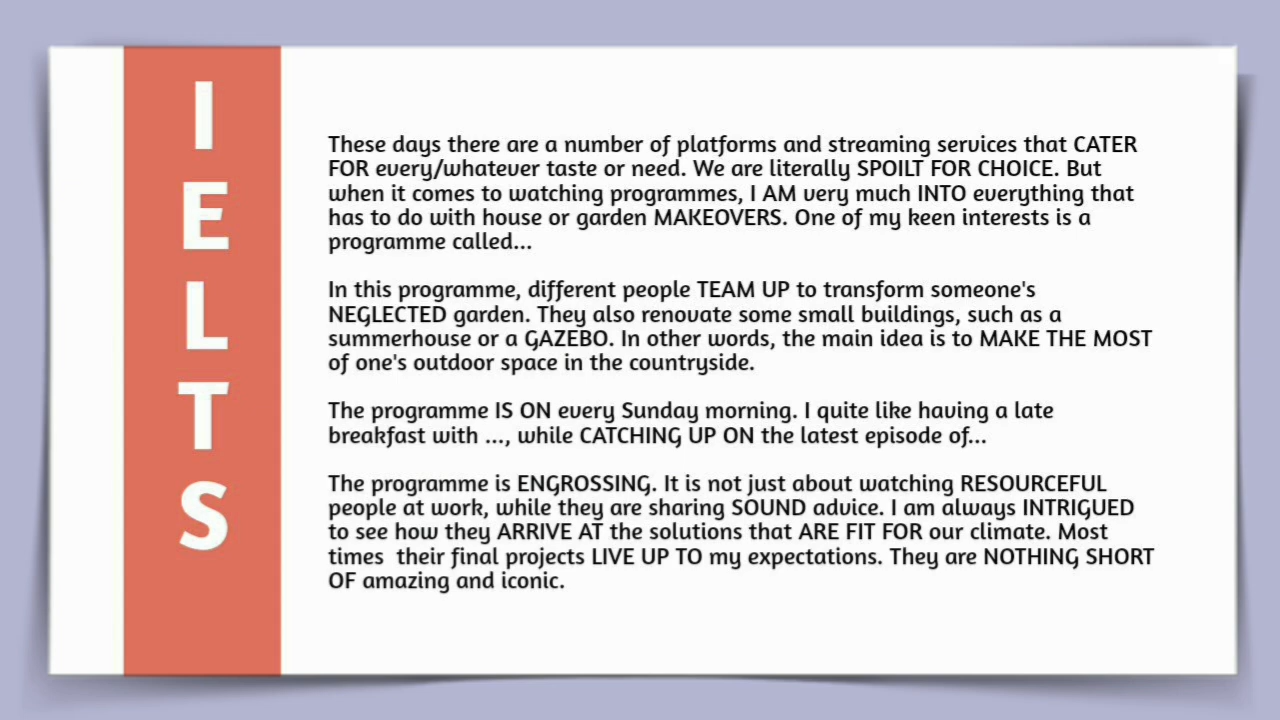 I
E
L
T
S
These days there are a number of platforms and streaming services that CATER
FOR every/whatever taste or need. We are literally SPOILT FOR CHOICE. But
when it comes to watching programmes, I AM very much INTO everything that
has to do with house or garden MAKEOVERS. One of my keen interests is a
programme called...
In this programme, different people TEAM UP to transform someone's
NEGLECTED garden. They also renovate some small buildings, such as a
summerhouse or a GAZEBO. In other words, the main idea is to MAKE THE MOST
of one's outdoor space in the countryside.
The programme IS ON every Sunday morning. I quite like having a late
breakfast with ..., while CATCHING UP ON the latest episode of...
The programme is ENGROSSING. It is not just about watching RESOURCEFUL
people at work, while they are sharing SOUND advice. I am always INTRIGUED
to see how they ARRIVE AT the solutions that ARE FIT FOR our climate. Most
times  their final projects LIVE UP TO my expectations. They are NOTHING SHORT
OF amazing and iconic.